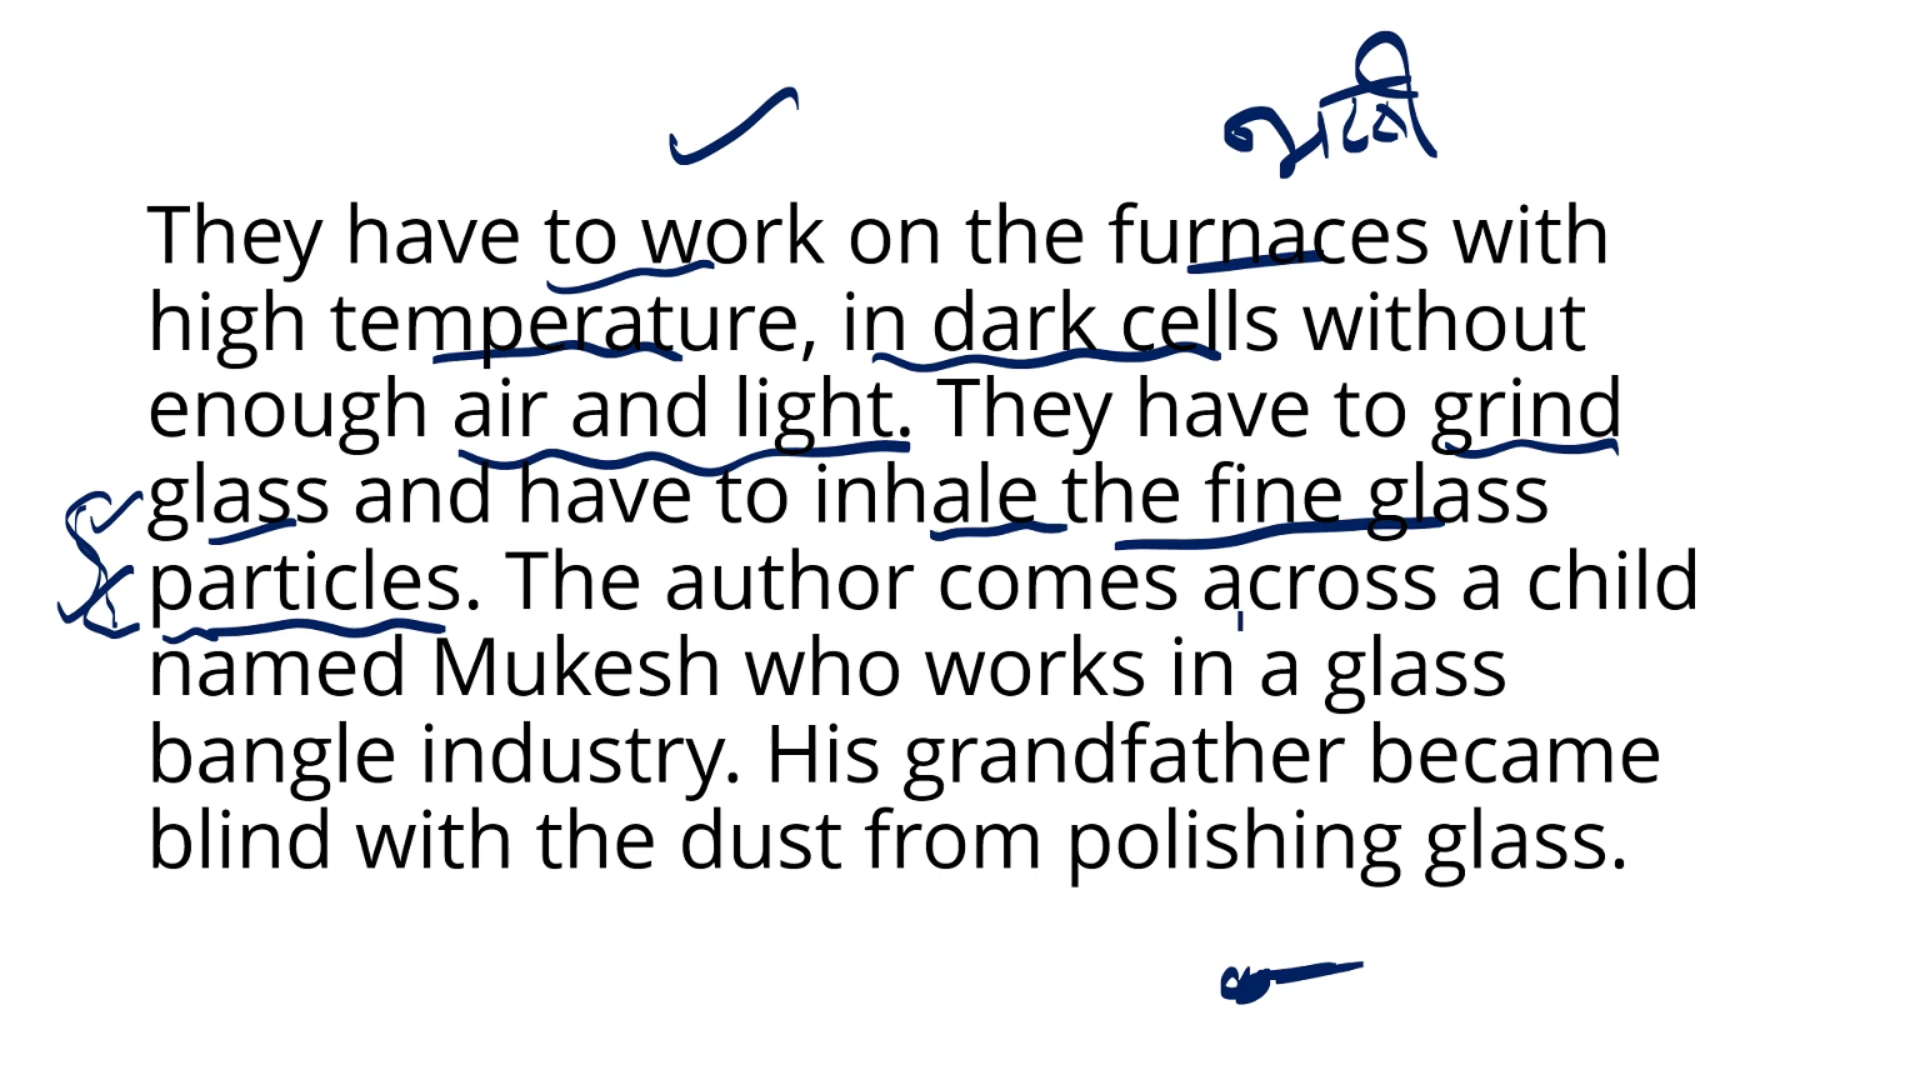 They have to work on the furnaces with
high temperature, in dark cells without
enough air and light. They have to grind
glass and have to inhale the fine glass
particles. The author comes across a child
named Mukesh who works in a glass
bangle industry. His grandfather became
blind with the dust from polishing glass.